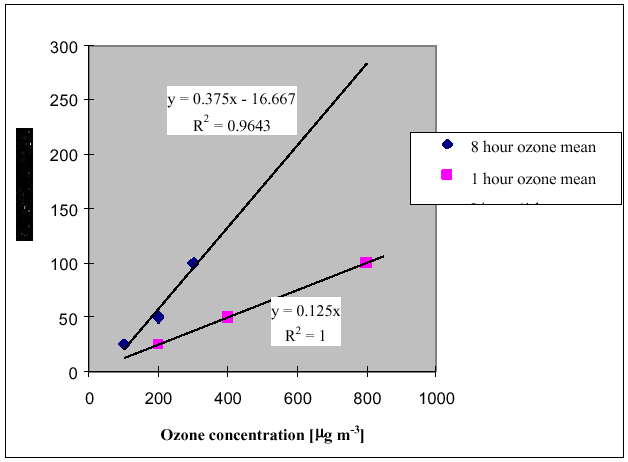 300
250
200
150
100
50
0
y = 0.375x - 16.667
R² = 0.9643
8 hour ozone mean
1 hour ozone mean
y = 0.125x
R² = 1
0 200 400 600 800 1000
Ozone concentration [µg m⁻³]